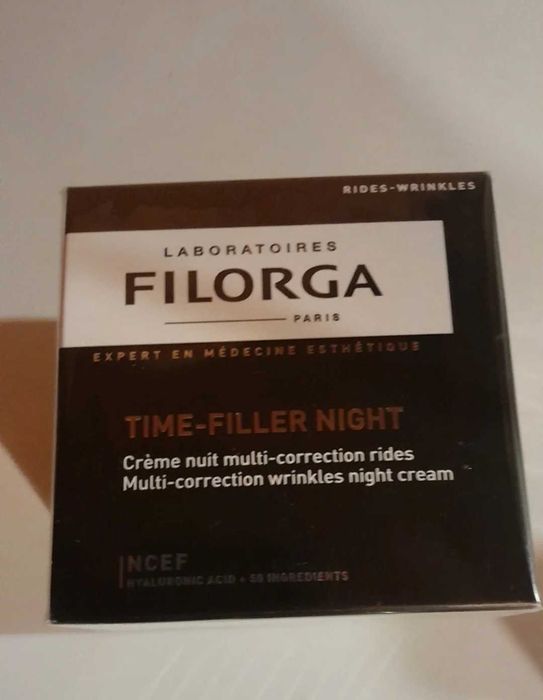 RIDES-WRINKLES
LABORATOIRES
FILORGA
PARIS
EXPERT EN MÉDECINE ESTHÉTIQUE
TIME-FILLER NIGHT
Crème nuit multi-correction rides
Multi-correction wrinkles night cream
NCEF
HYALURONIC ACID + 50 INGREDIENTS